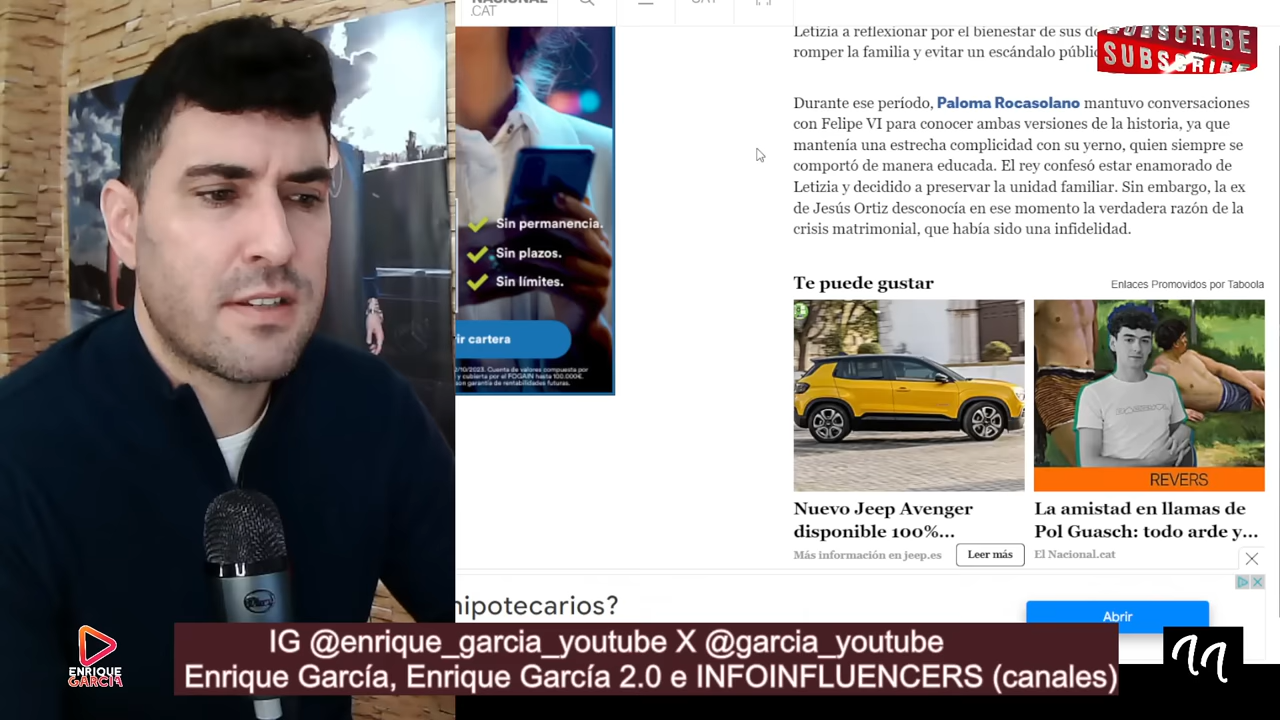 NACIONAL
.CAT
CAT
Letizia a reflexionar por el bienestar de sus
romper la familia y evitar un escándalo
SUBSCRIBE
SUBSCRIBE
Durante ese período, Paloma Rocasolano mantuvo conversaciones
con Felipe VI para conocer ambas versiones de la historia, ya que
mantenía una estrecha complicidad con su yerno, quien siempre se
comportó de manera educada. El rey confesó estar enamorado de
Letizia y decidido a preservar la unidad familiar. Sin embargo, la ex
de Jesús Ortiz desconocía en ese momento la verdadera razón de la
crisis matrimonial, que había sido una infidelidad.
Sin permanencia.
Sin plazos.
Sin límites.
ir cartera
Te puede gustar
Enlaces Promovidos por Taboola
REVERS
Nuevo Jeep Avenger
disponible 100%...
Más información en jeep.es
Leer más
La amistad en llamas de
Pol Guasch: todo arde y...
El Nacional.cat
hipotecarios?
Abrir
IG @enrique_garcia_youtube X @garcia_youtube
Enrique García, Enrique García 2.0 e INFOINFLUENCERS (canales)
ENRIQUE
GARCÍA